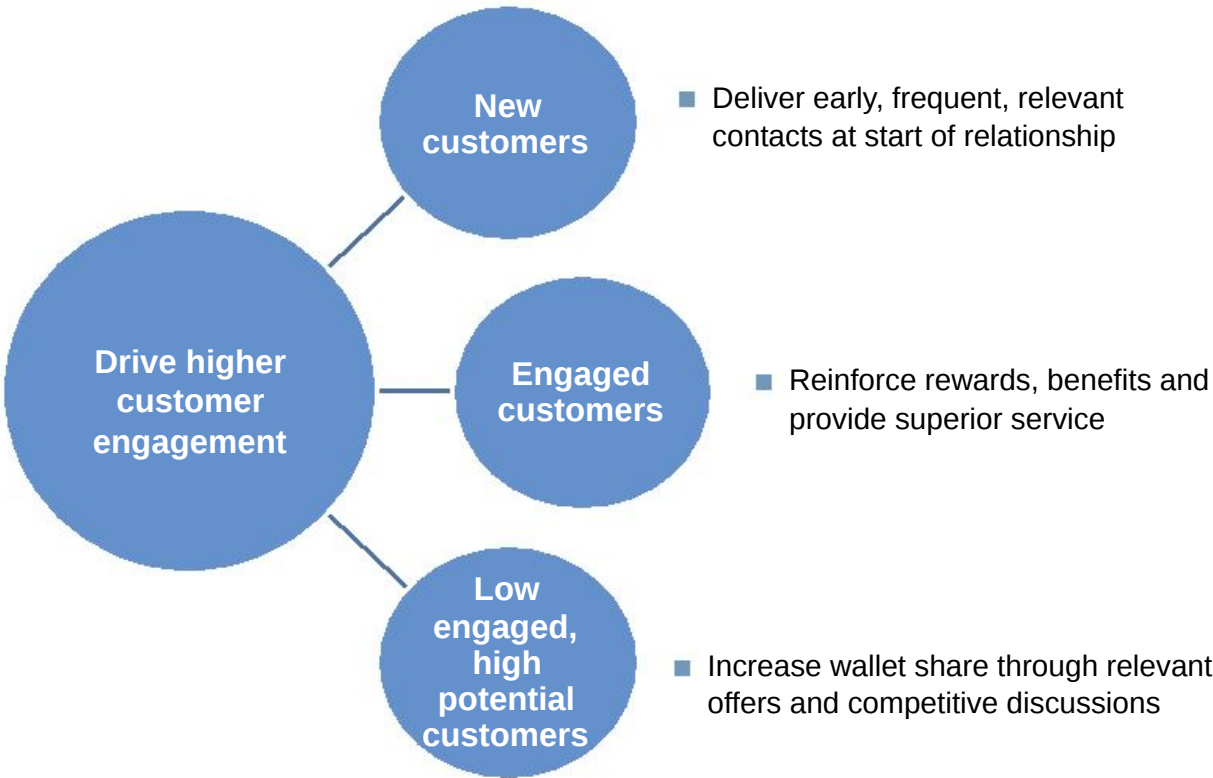 New
customers
Deliver early, frequent, relevant
contacts at start of relationship
Drive higher
customer
engagement
Engaged
customers
Reinforce rewards, benefits and
provide superior service
Low
engaged,
high
potential
customers
Increase wallet share through relevant
offers and competitive discussions